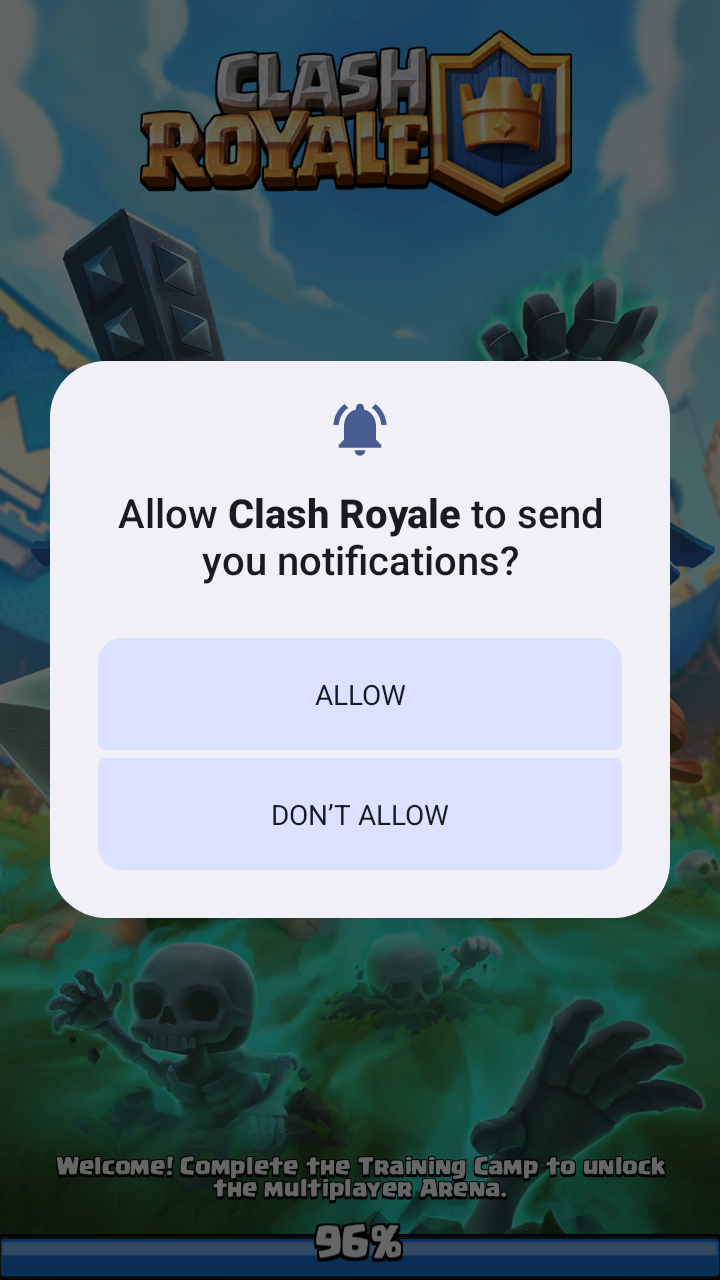 CLASH
ROYALE
Allow Clash Royale to send
you notifications?
ALLOW
DON’T ALLOW
Welcome! Complete the Training Camp to unlock
the multiplayer Arena.
96%